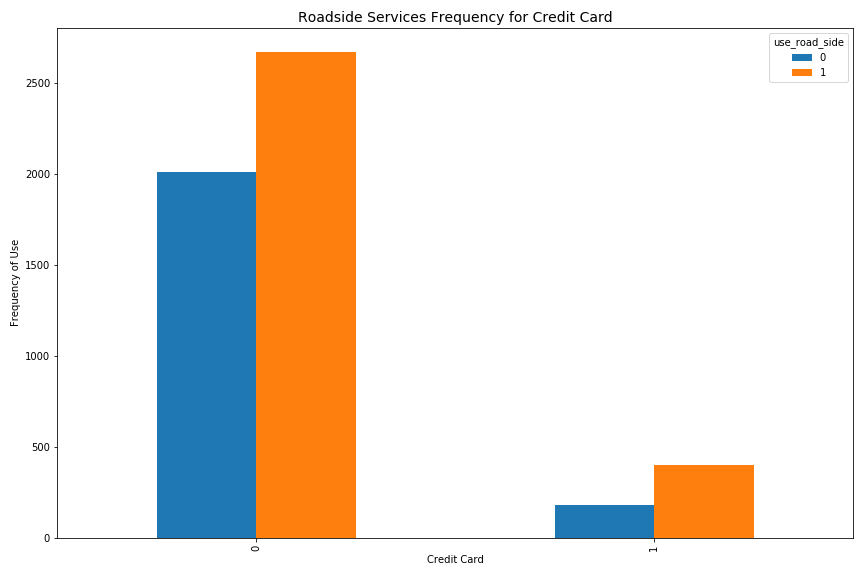 Roadside Services Frequency for Credit Card
use_road_side
0
1
2500
2000
1500
1000
500
0
Frequency of Use
0
1
Credit Card